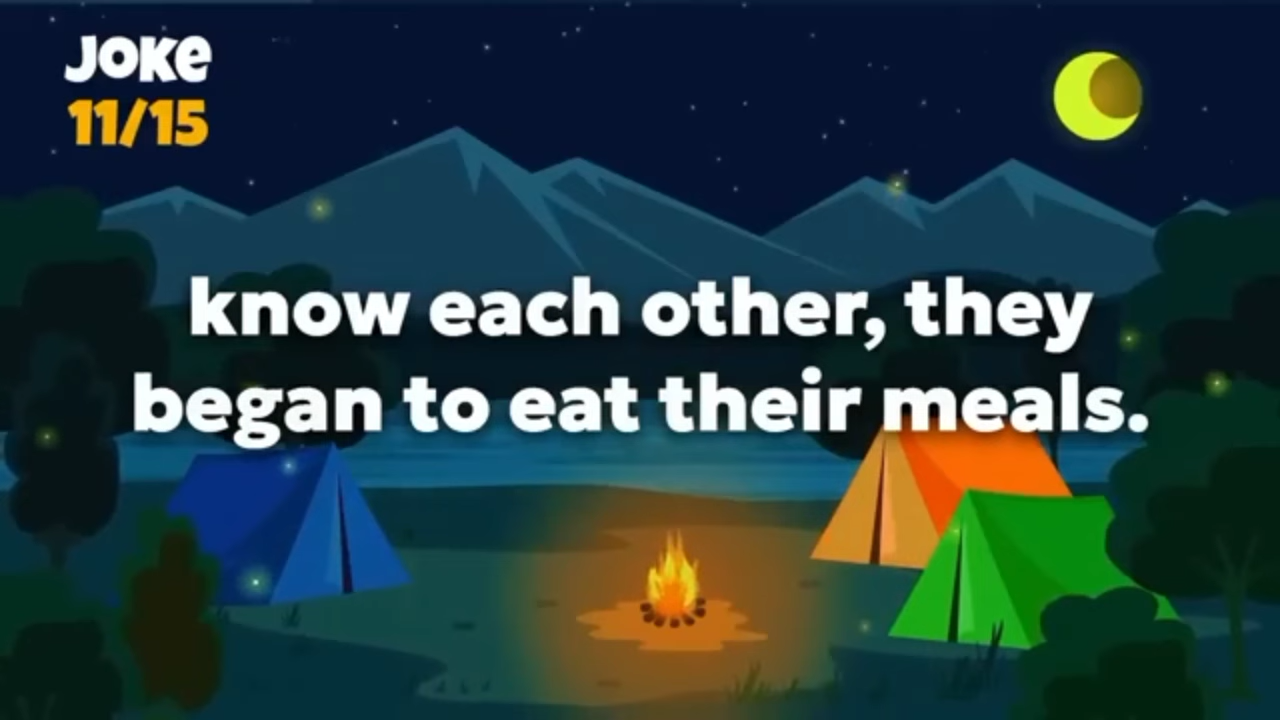 Joke
11/15
know each other, they
began to eat their meals.